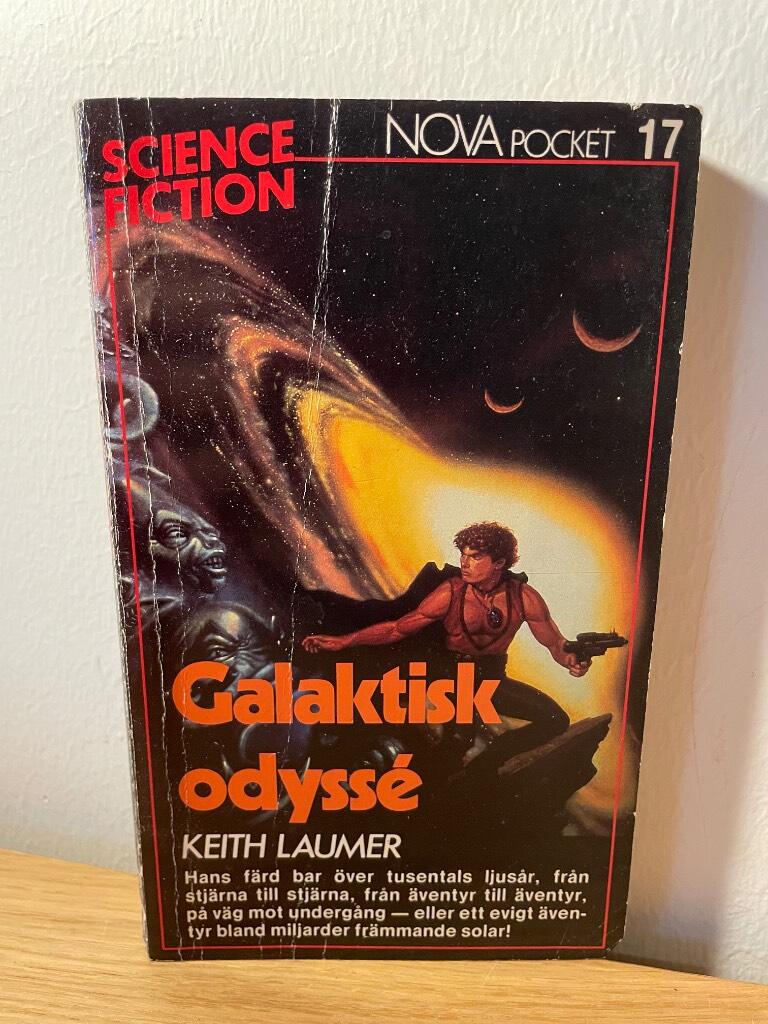 SCIENCE
FICTION
NOVA POCKET 17
Galaktisk
odyssé
KEITH LAUMER
Hans färd bar över tusentals ljusår, från
stjärna till stjärna, från äventyr till äventyr,
på väg mot undergång — eller ett evigt även-
tyr bland miljarder främmande solar!